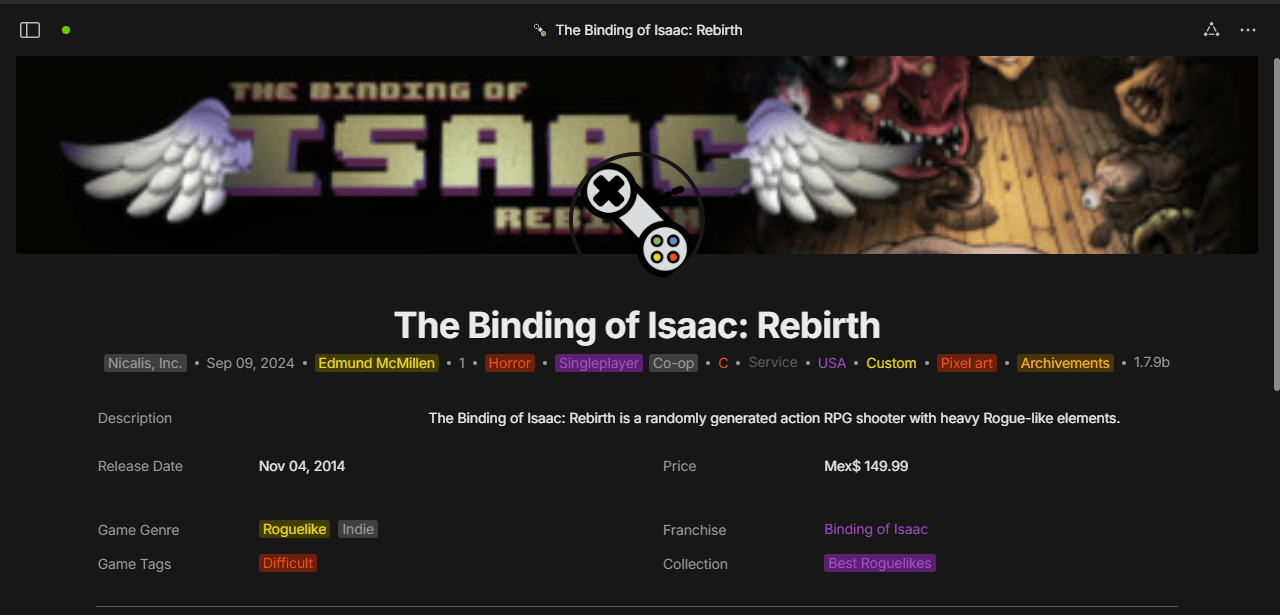 The Binding of Isaac: Rebirth
THE BINDING OF
ISAAC
The Binding of Isaac: Rebirth
Nicalis, Inc. • Sep 09, 2024 • Edmund McMillen • 1 • Horror • Singleplayer Co-op • C • Service • USA • Custom • Pixel art • Archivements • 1.7.9b
Description The Binding of Isaac: Rebirth is a randomly generated action RPG shooter with heavy Rogue-like elements.
Release Date Nov 04, 2014 Price Mex$ 149.99
Game Genre Roguelike Indie Franchise Binding of Isaac
Game Tags Difficult Collection Best Roguelikes